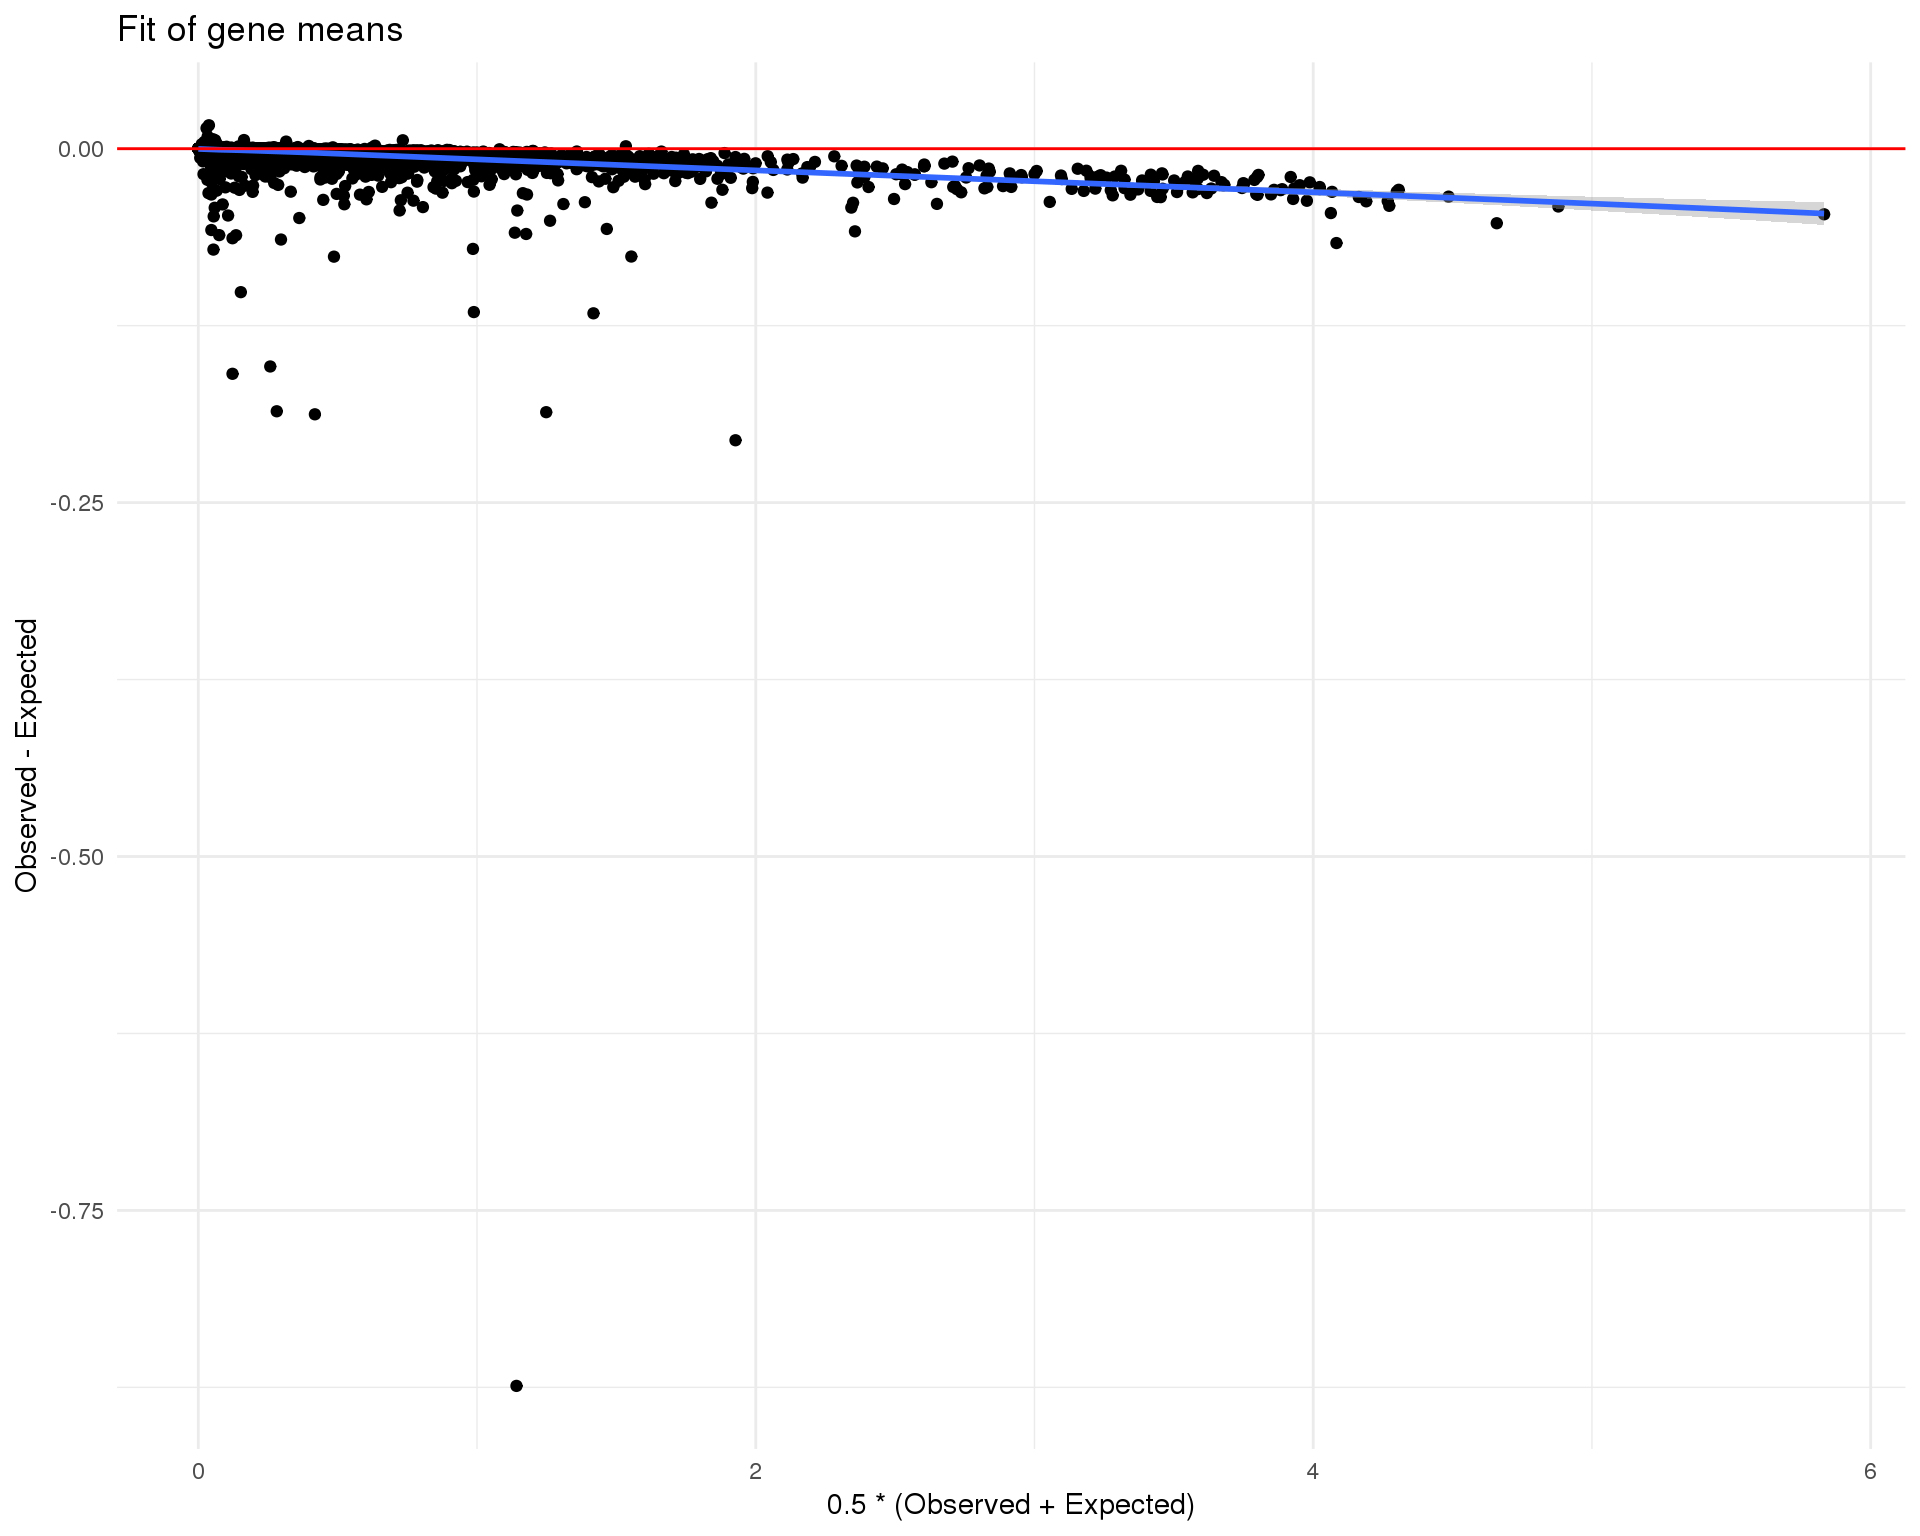 Fit of gene means
0.00
-0.25
-0.50
-0.75
Observed - Expected
0
2
4
6
0.5 * (Observed + Expected)